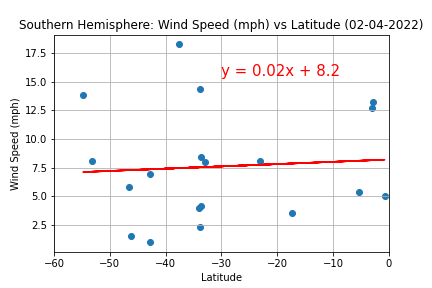 Southern Hemisphere: Wind Speed (mph) vs Latitude (02-04-2022)
17.5
15.0
12.5
10.0
7.5
5.0
2.5
Wind Speed (mph)
y = 0.02x + 8.2
−60 −50 −40 −30 −20 −10 0
Latitude